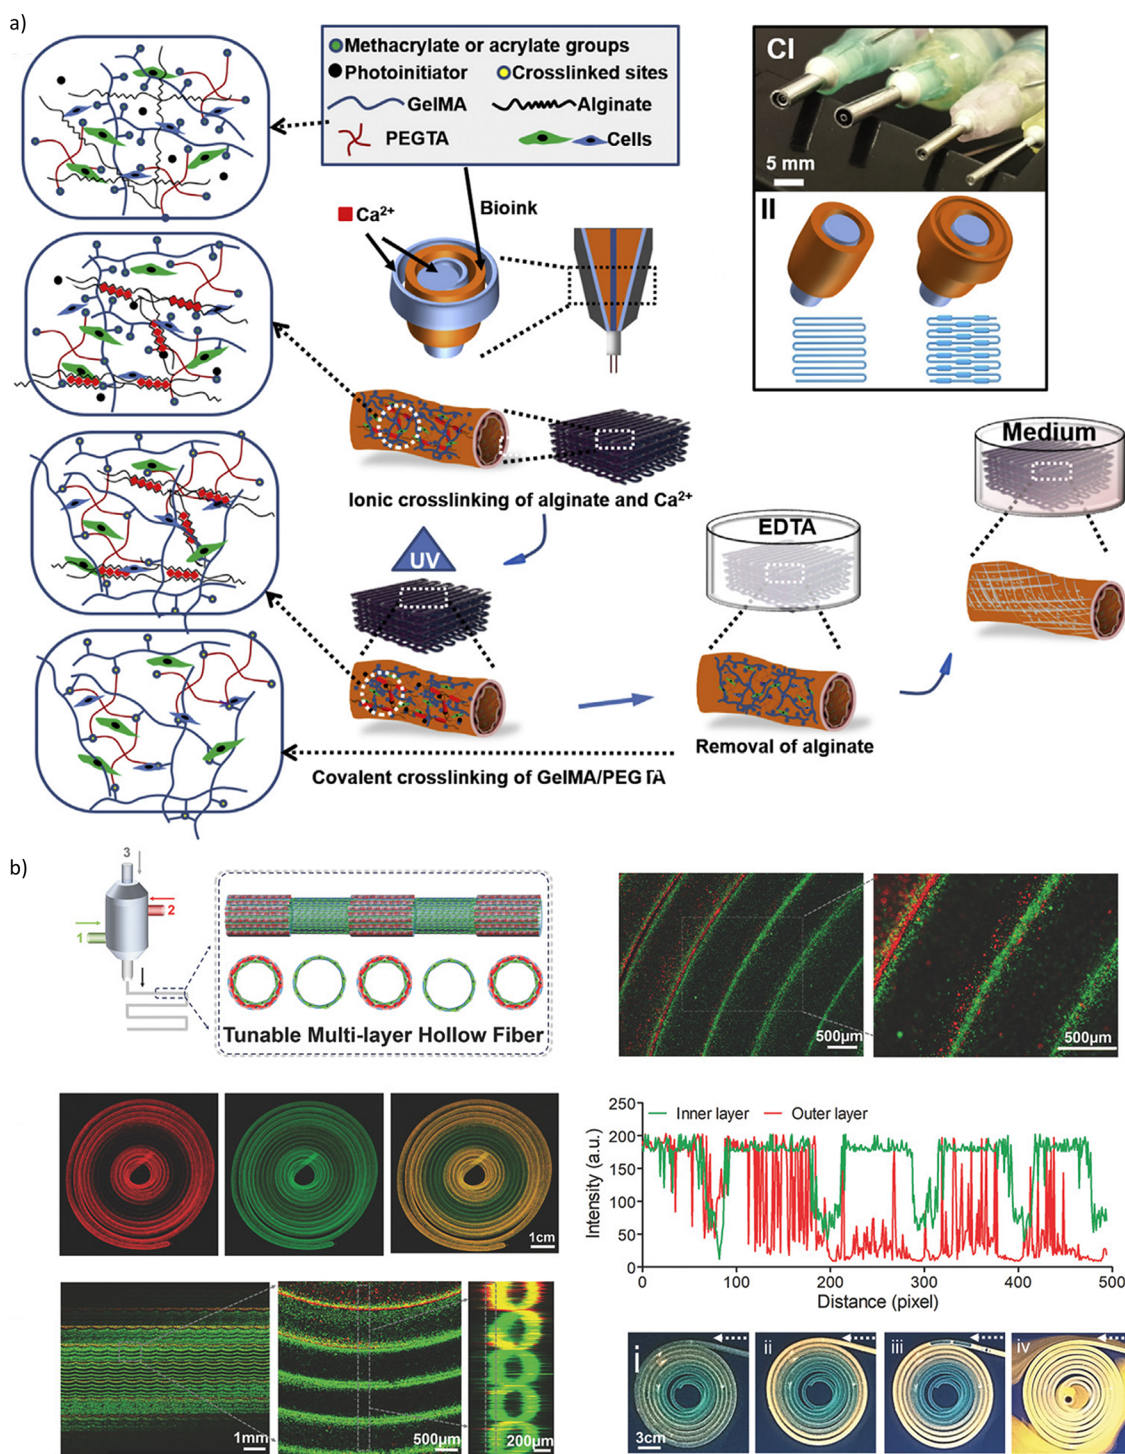 a)
Methacrylate or acrylate groups
Photoinitiator
Crosslinked sites
GelMA
Alginate
PEGTA
Cells
CI
5 mm
II
Ca2+
Bioink
Ionic crosslinking of alginate and Ca2+
UV
EDTA
Medium
Removal of alginate
Covalent crosslinking of GelMA/PEGTA
b)
3
2
1
Tunable Multi-layer Hollow Fiber
500μm
500μm
1cm
Inner layer
Outer layer
Intensity (a.u.)
250
200
150
100
50
0
0
100
200
300
400
500
Distance (pixel)
1mm
500μm
200μm
i
ii
iii
iv
3cm